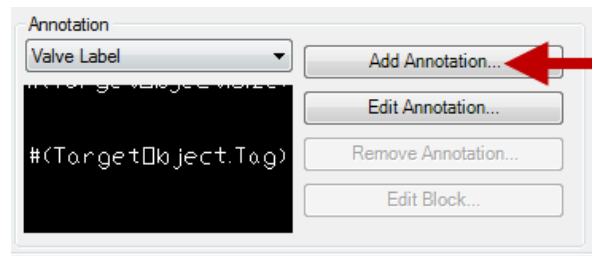 Annotation
Valve Label
Add Annotation...
Edit Annotation...
#(TargetObject.Tag)
Remove Annotation...
Edit Block...